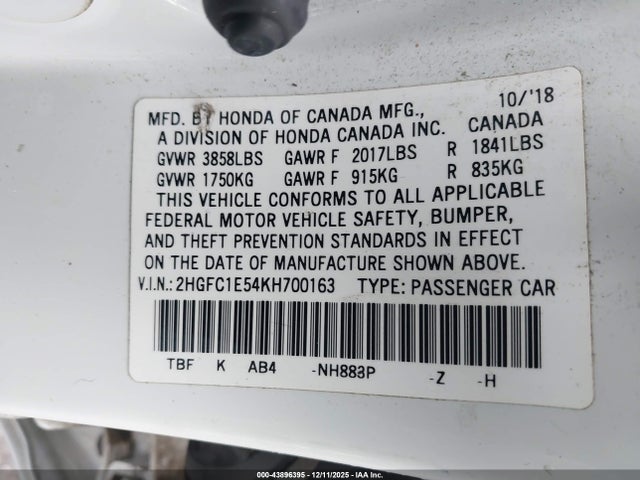 MFD. BY HONDA OF CANADA MFG., 10/'18
A DIVISION OF HONDA CANADA INC. CANADA
GVWR 3858LBS GAWR F 2017LBS R 1841LBS
GVWR 1750KG GAWR F 915KG R 835KG
THIS VEHICLE CONFORMS TO ALL APPLICABLE
FEDERAL MOTOR VEHICLE SAFETY, BUMPER,
AND THEFT PREVENTION STANDARDS IN EFFECT
ON THE DATE OF MANUFACTURE SHOWN ABOVE.
V.I.N.: 2HGFC1E54KH700163 TYPE: PASSENGER CAR
TBF K AB4 -NH883P -Z -H
000-43896395 - 12/11/2025 - IAA Inc.